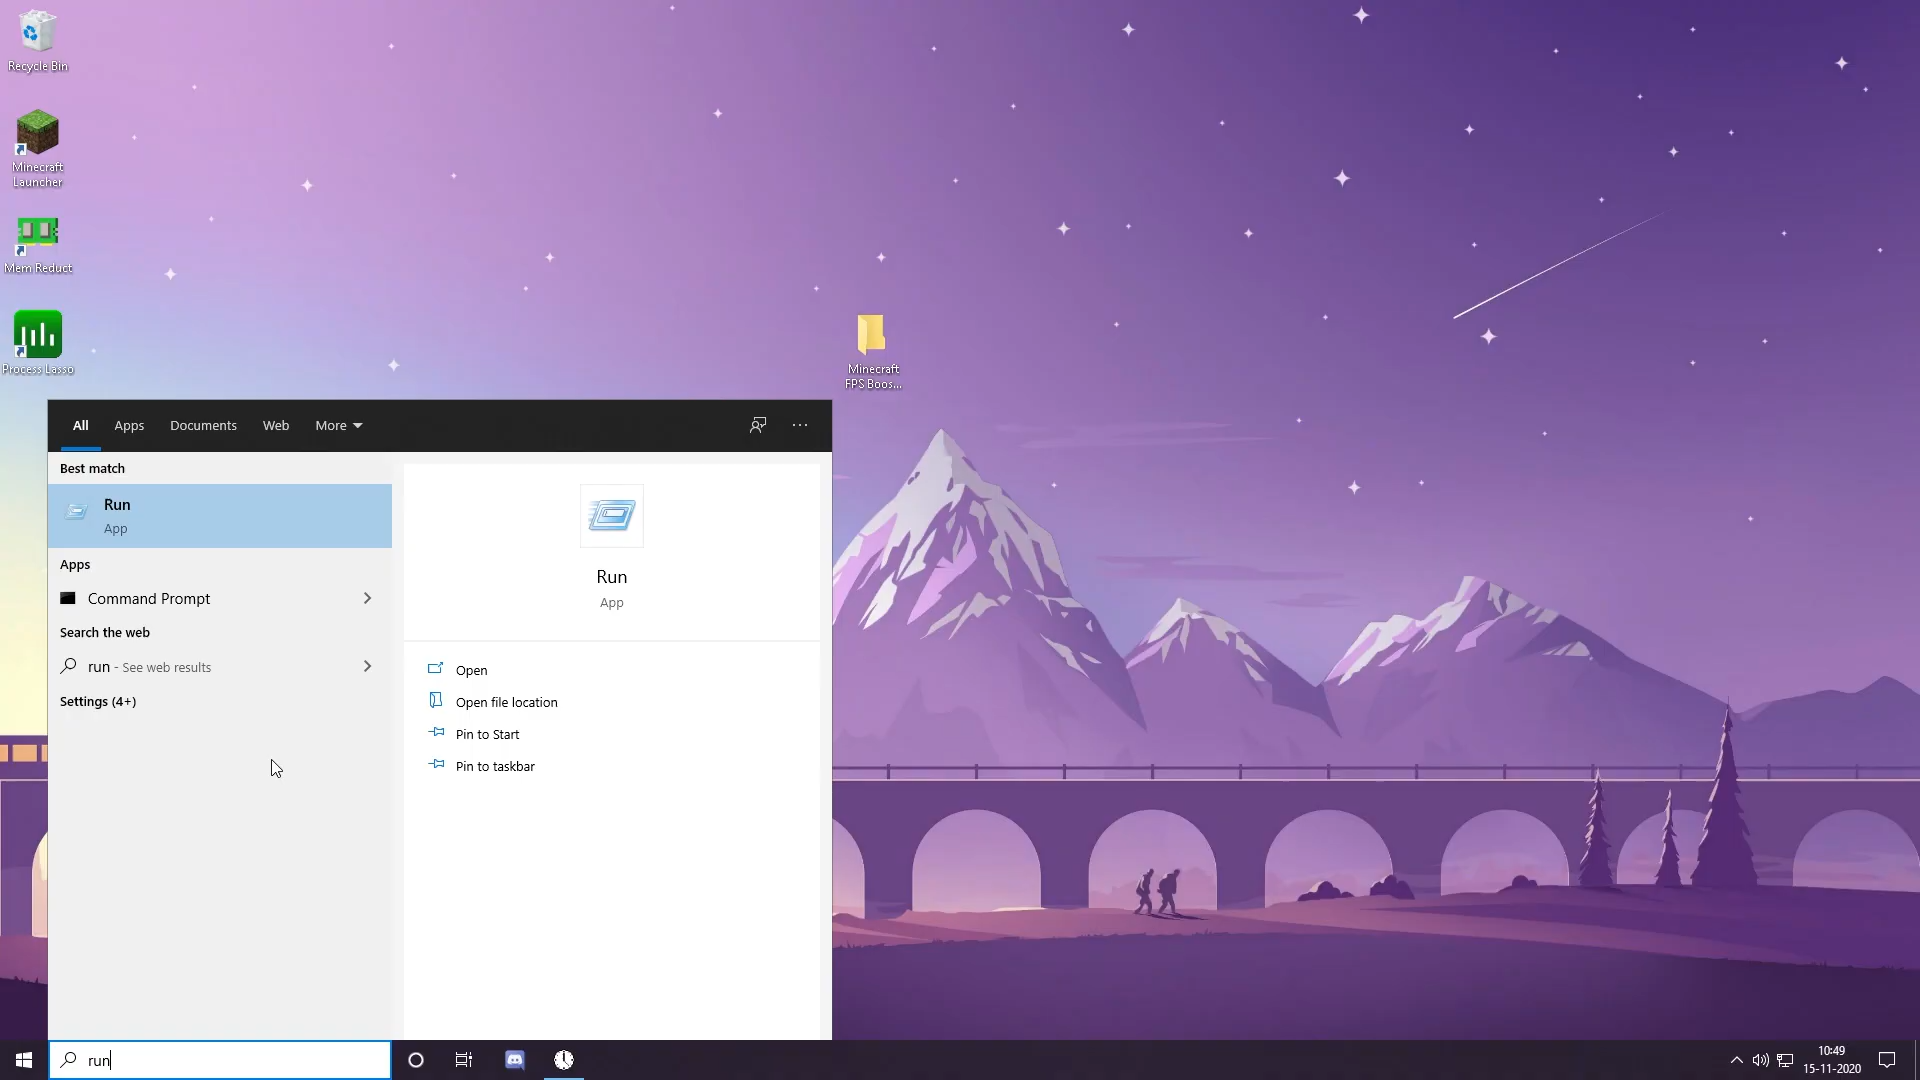 Recycle Bin
Minecraft
Launcher
Mem Reduct
Process Lasso
Minecraft
FPS Boos...
All
Apps
Documents
Web
More
Best match
Run
App
Apps
Command Prompt
Search the web
run - See web results
Settings (4+)
Run
App
Open
Open file location
Pin to Start
Pin to taskbar
run
10:49
15-11-2020